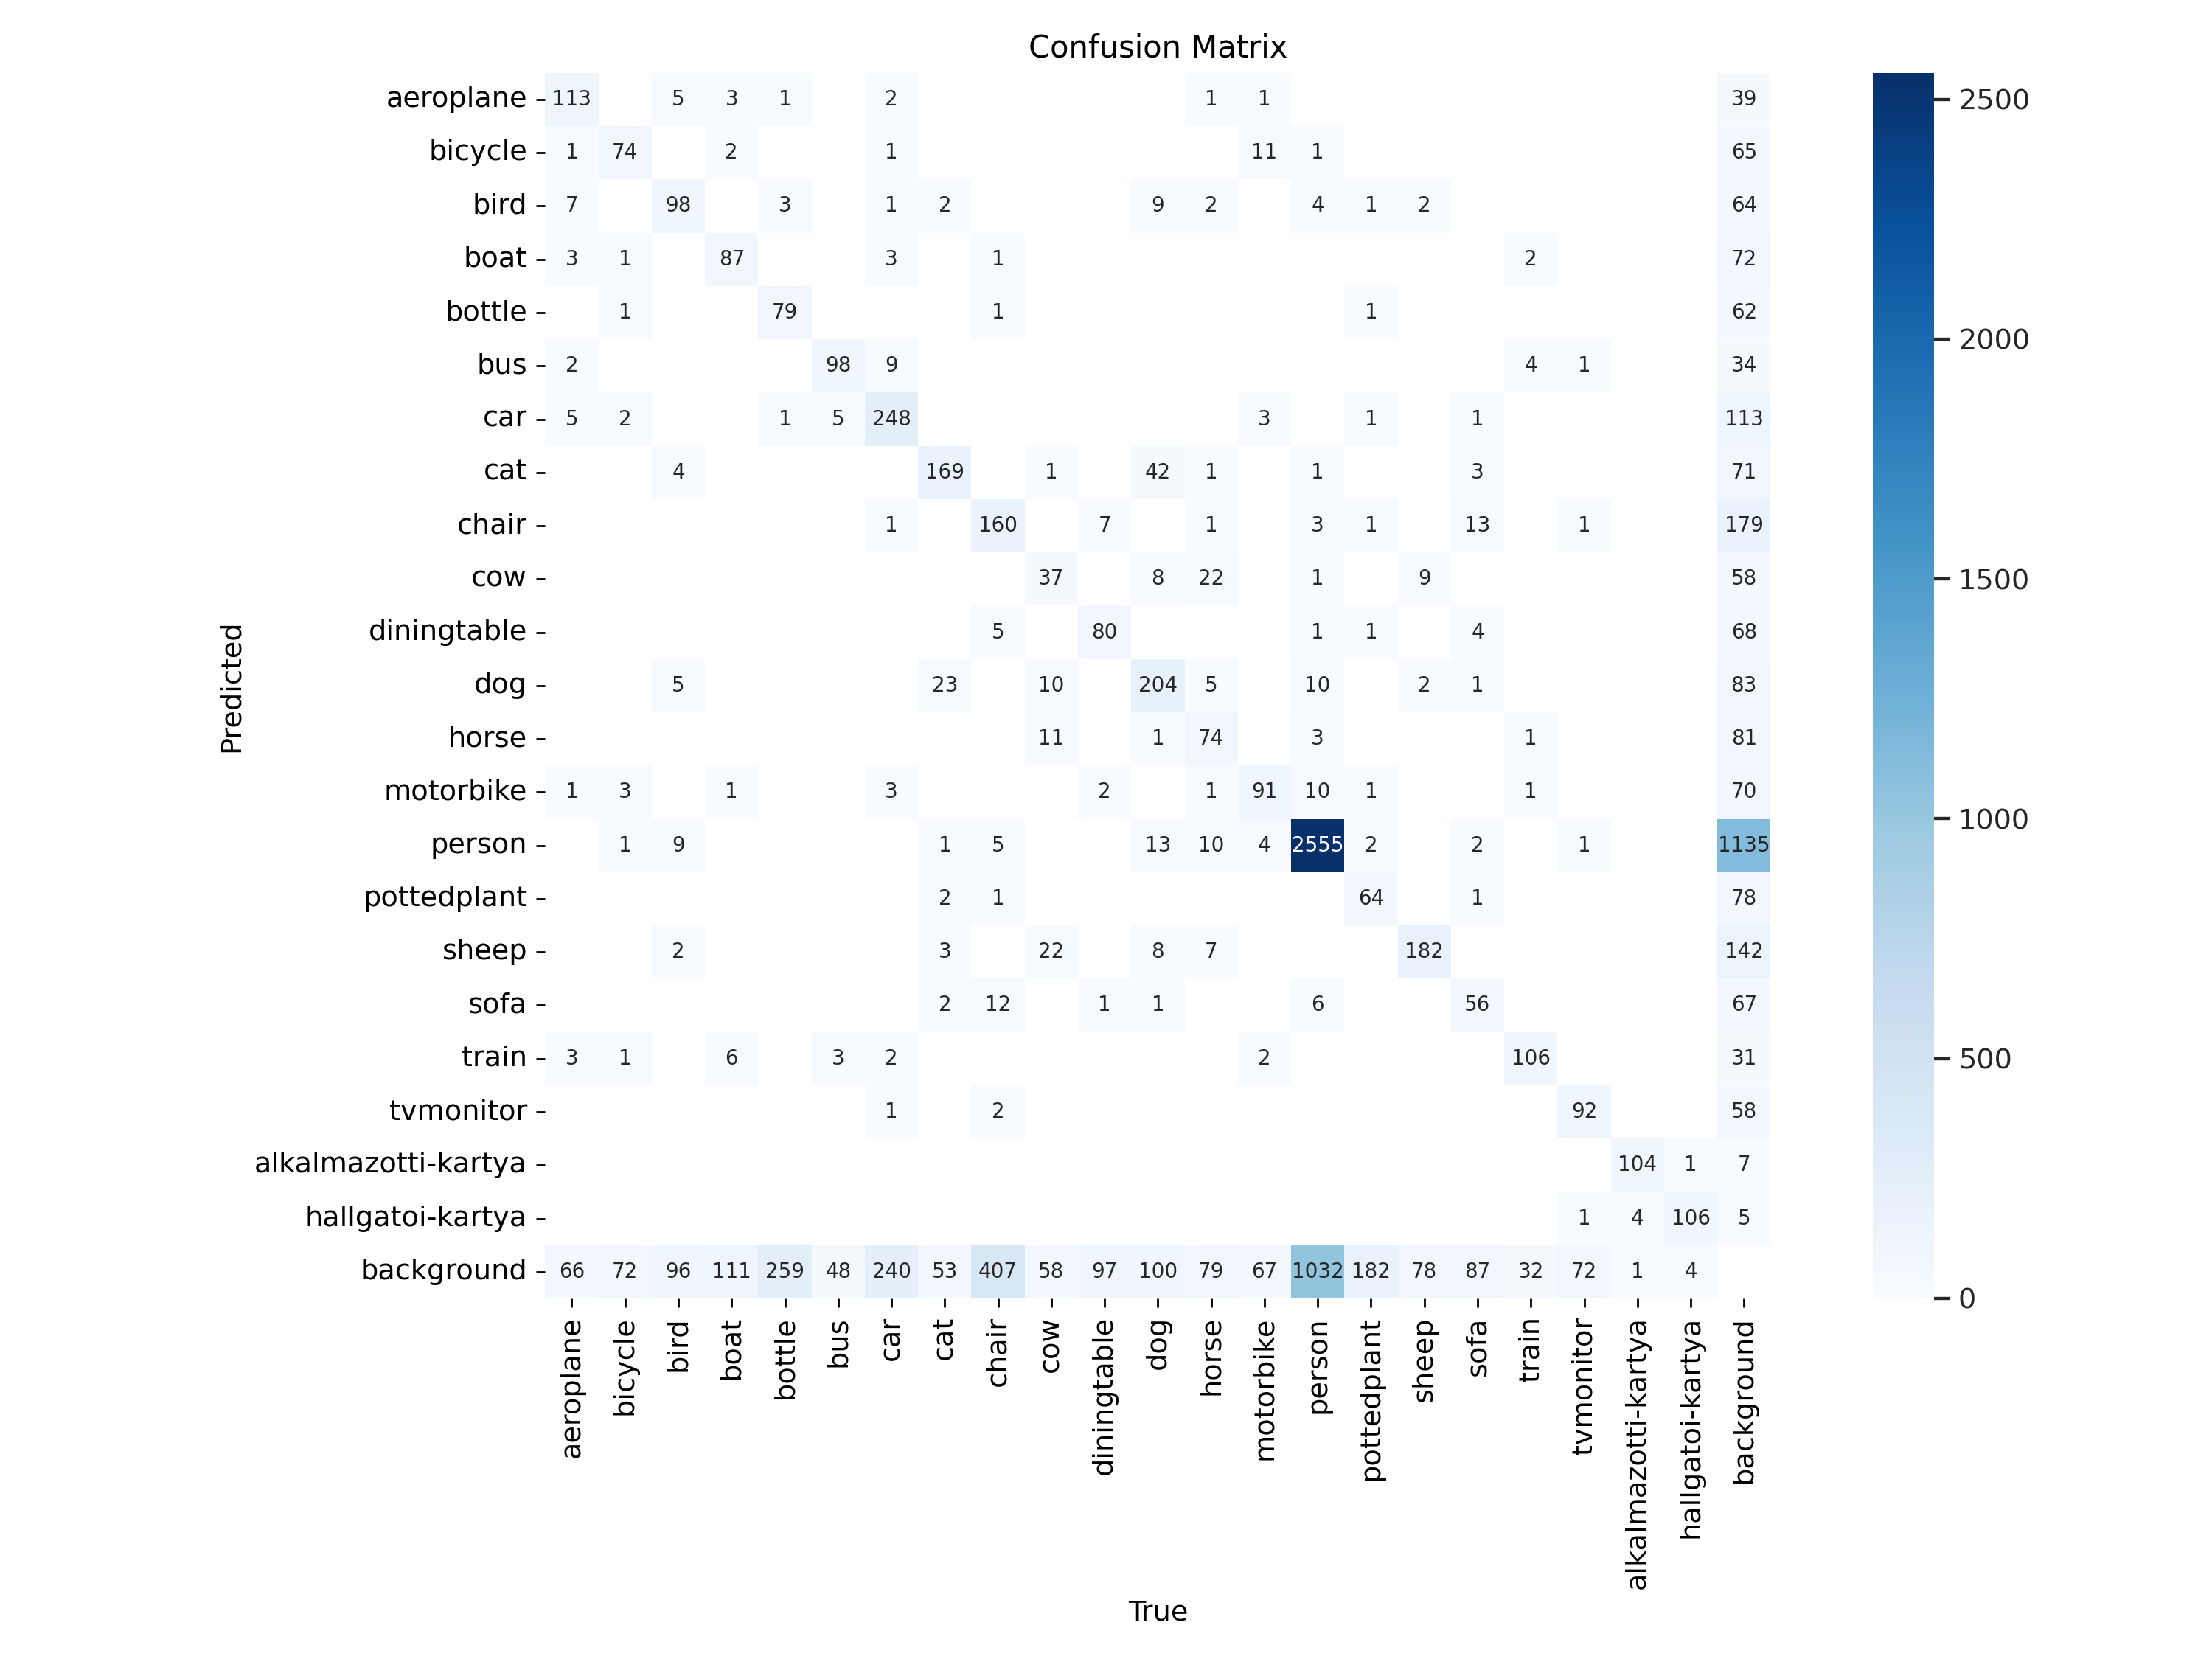 Confusion Matrix
aeroplane 113 5 3 1 2 1 1 39
bicycle 1 74 2 1 11 1 65
bird 7 98 3 1 2 9 2 4 1 2 64
boat 3 1 87 3 1 2 72
bottle 1 79 1 1 62
bus 2 98 9 4 1 34
car 5 2 1 5 248 3 1 1 113
cat 4 169 1 42 1 1 3 71
chair 1 160 7 1 3 1 13 1 179
cow 37 8 22 1 9 58
diningtable 5 80 1 1 4 68
dog 5 23 10 204 5 10 2 1 83
horse 11 1 74 3 1 81
motorbike 1 3 1 3 2 1 91 10 1 1 70
person 1 9 1 5 13 10 4 2555 2 2 1 1135
pottedplant 2 1 64 1 78
sheep 2 3 22 8 7 182 142
sofa 2 12 1 1 6 56 67
train 3 1 6 3 2 2 106 31
tvmonitor 1 2 92 58
alkalmazotti-kartya 104 1 7
hallgatoi-kartya 1 4 106 5
background 66 72 96 111 259 48 240 53 407 58 97 100 79 67 1032 182 78 87 32 72 1 4
aeroplane
bicycle
bird
boat
bottle
bus
car
cat
chair
cow
diningtable
dog
horse
motorbike
person
pottedplant
sheep
sofa
train
tvmonitor
alkalmazotti-kartya
hallgatoi-kartya
background
True
Predicted
2500
2000
1500
1000
500
0